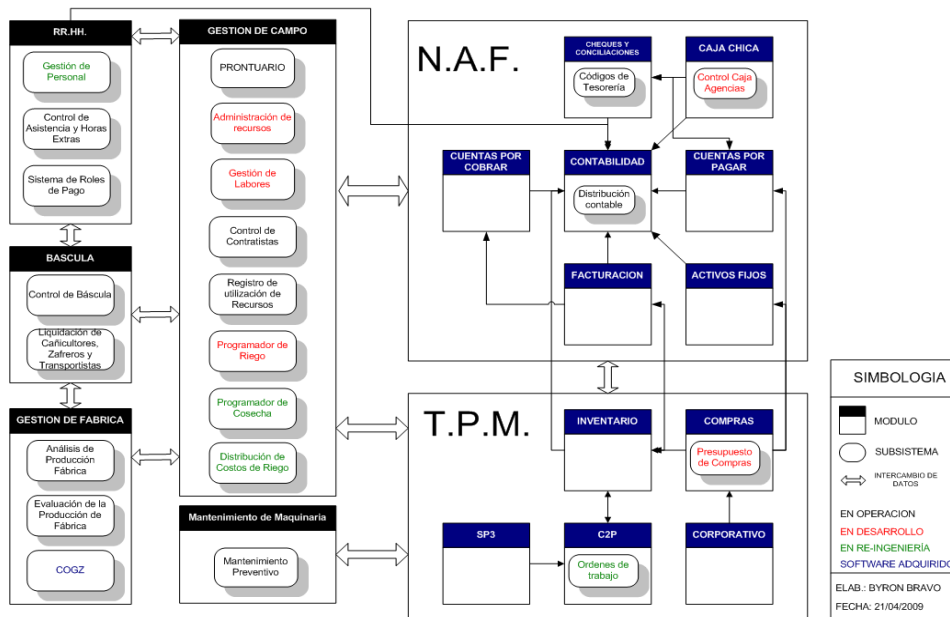 RR.HH.
Gestión de
Personal
Control de
Asistencia y Horas
Extras
Sistema de Roles
de Pago
BASCULA
Control de Báscula
Liquidación de
Cañicultores,
Zafreros y
Transportistas
GESTION DE FABRICA
Análisis de
Producción
Fábrica
Evaluación de la
Producción de
Fábrica
COGZ
GESTION DE CAMPO
PRONTUARIO
Administración de
recursos
Gestión de
Labores
Control de
Contratistas
Registro de
utilización de
Recursos
Programador de
Riego
Programador de
Cosecha
Distribución de
Costos de Riego
Mantenimiento de Maquinaria
Mantenimiento
Preventivo
N.A.F.
CHEQUES Y
CONCILIACIONES
Códigos de
Tesorería
CAJA CHICA
Control Caja
Agencias
CUENTAS POR
COBRAR
CONTABILIDAD
Distribución
contable
CUENTAS POR
PAGAR
FACTURACION
ACTIVOS FIJOS
T.P.M.
INVENTARIO
COMPRAS
Presupuesto
de Compras
SP3
C2P
Ordenes de
trabajo
CORPORATIVO
SIMBOLOGIA
MODULO
SUBSISTEMA
INTERCAMBIO DE
DATOS
EN OPERACION
EN DESARROLLO
EN RE-INGENIERÍA
SOFTWARE ADQUIRIDO
ELAB.: BYRON BRAVO
FECHA: 21/04/2009